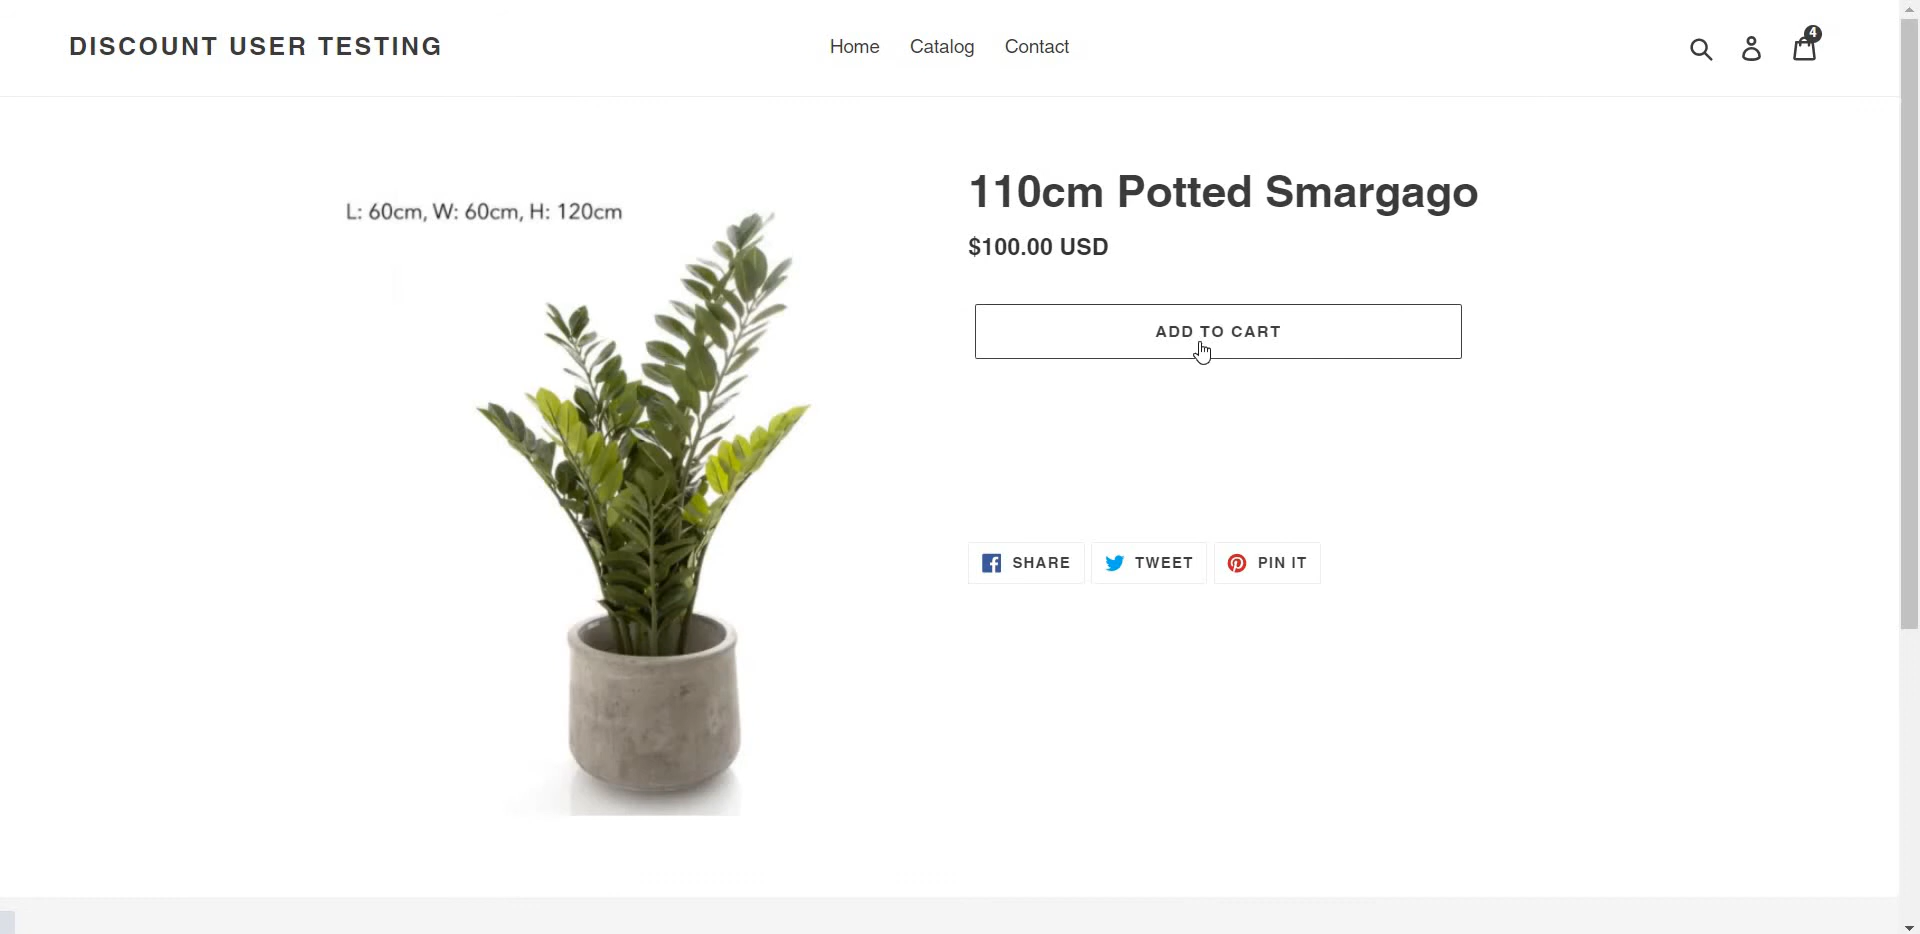 DISCOUNT USER TESTING
Home Catalog Contact
4
L: 60cm, W: 60cm, H: 120cm
110cm Potted Smargago
$100.00 USD
ADD TO CART
SHARE TWEET PIN IT